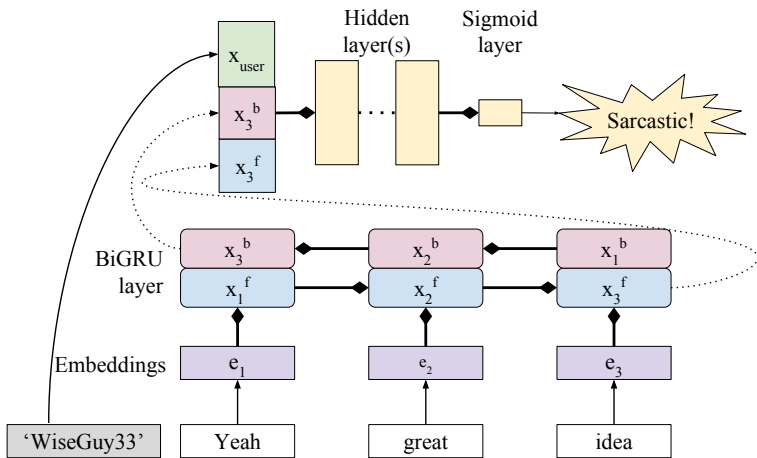 Hidden
layer(s)
Sigmoid
layer
x_user
x_3^b
x_3^f
Sarcastic!
BiGRU
layer
x_3^b
x_2^b
x_1^b
x_1^f
x_2^f
x_3^f
Embeddings
e_1
e_2
e_3
‘WiseGuy33’
Yeah
great
idea